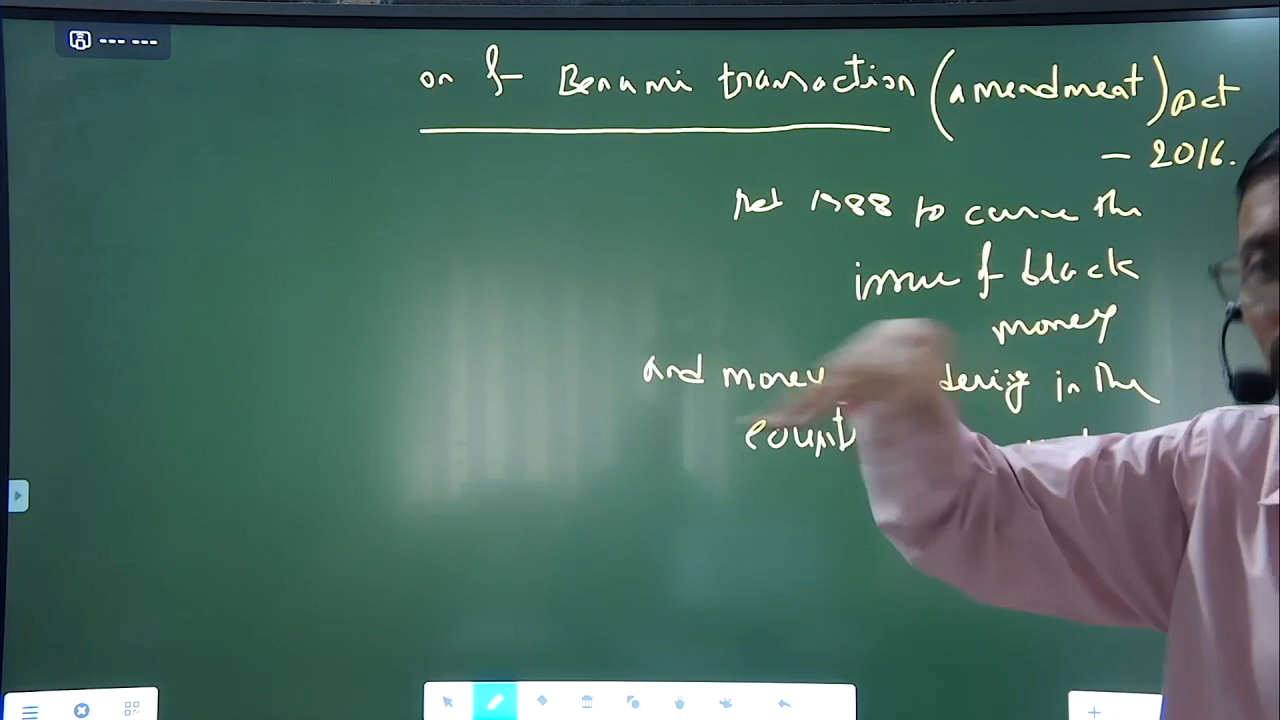 on of Benami transaction (amendment) Act
- 2016.
Act 1988 to curve the
issue of black
money
and money dering in the
count